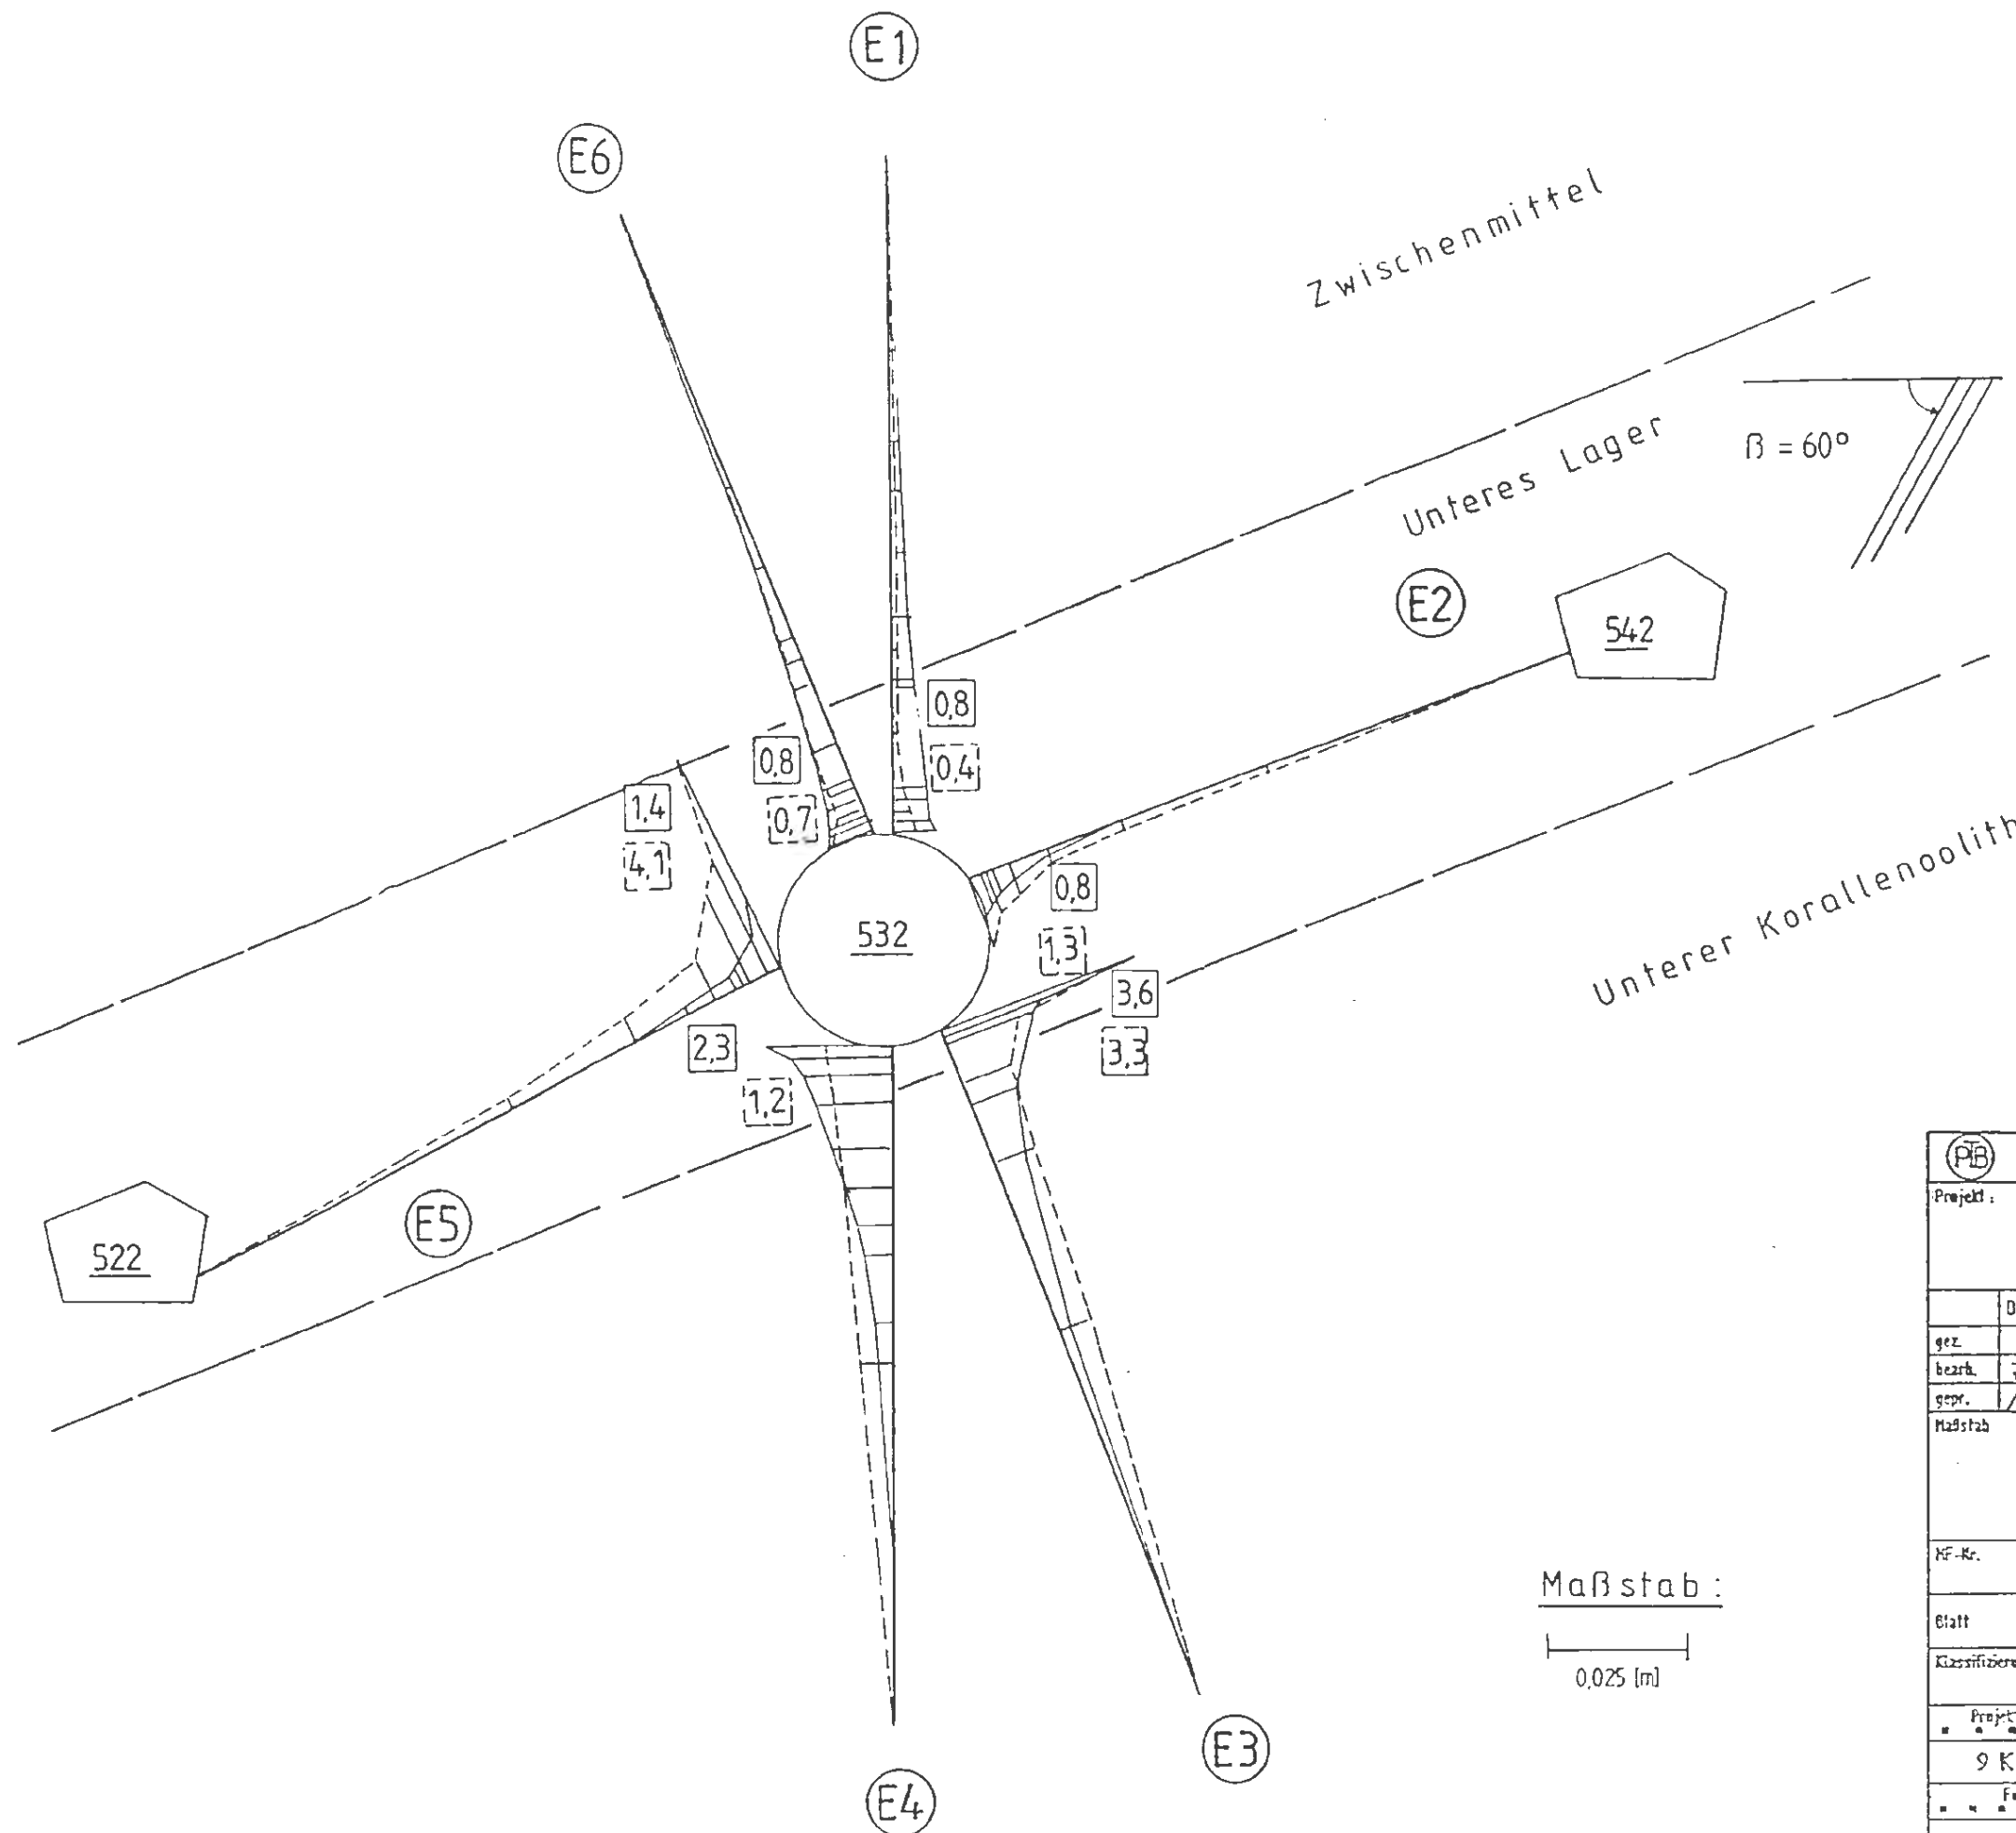 E1
E6
Zwischenmittel
Unteres Lager
ß = 60°
E2
542
0,8
0,4
0,8
0,7
1,4
4,1
532
0,8
1,3
3,6
3,3
Unterer Korallenoolith
2,3
1,2
E5
522
PTB
Projekt:
gez.
bearb.
gepr.
Maßstab
Maßstab:
0,025 [m]
Blatt
Projekt
9 K
E3
E4